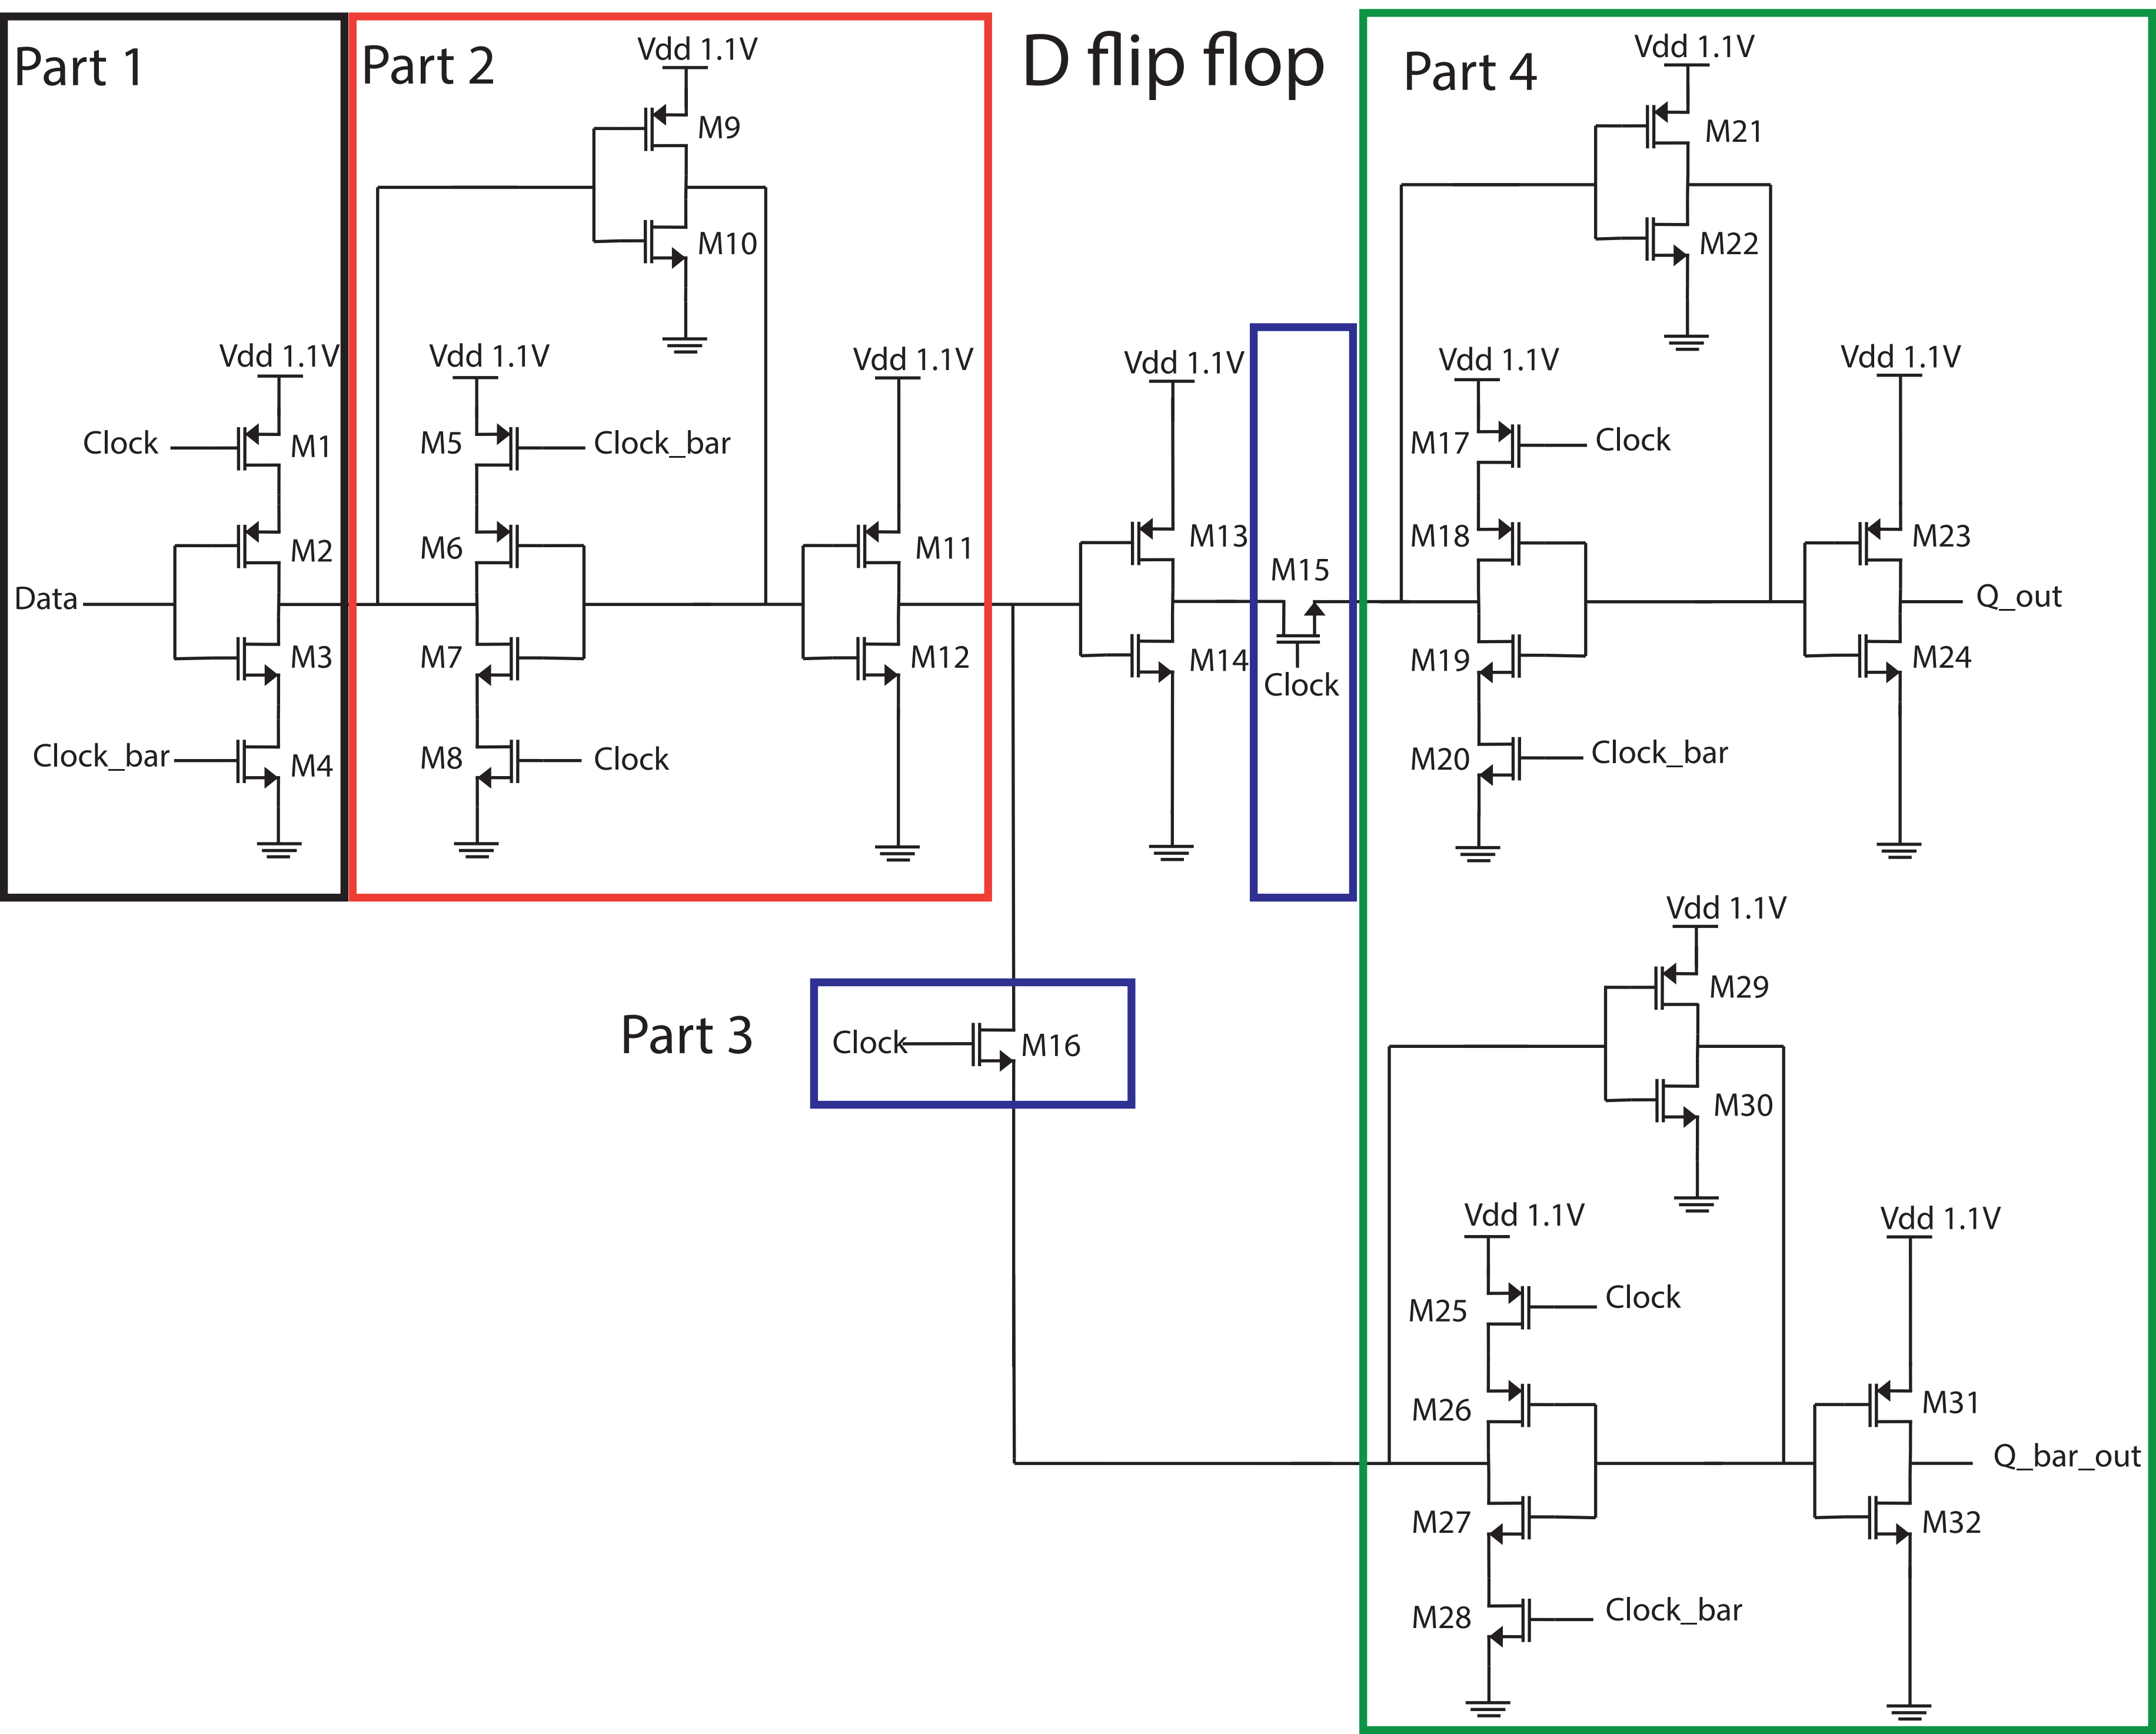 Part 1
Part 2
D flip flop
Part 4
Vdd 1.1V
M9
M10
Vdd 1.1V
M21
M22
Vdd 1.1V
Clock
M1
M2
Data
M3
Clock_bar
M4
Vdd 1.1V
M5
Clock_bar
M6
M7
M8
Clock
Vdd 1.1V
M11
M12
Vdd 1.1V
M13
M14
M15
Clock
Vdd 1.1V
M17
Clock
M18
M19
M20
Clock_bar
Vdd 1.1V
M23
Q_out
M24
Part 3
Clock
M16
Vdd 1.1V
M29
M30
Vdd 1.1V
M25
Clock
M26
M27
M28
Clock_bar
Vdd 1.1V
M31
Q_bar_out
M32